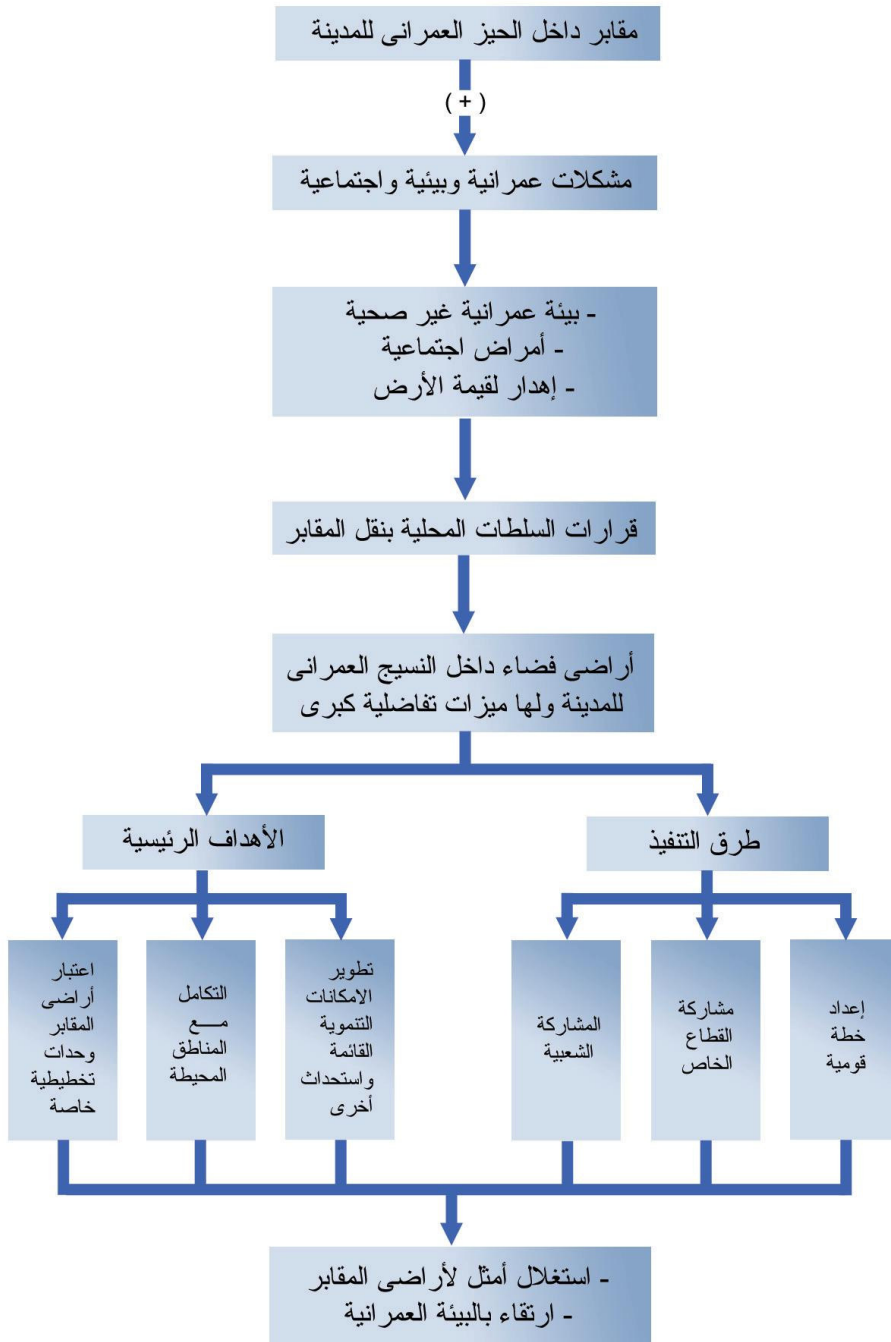 مقابر داخل الحيز العمرانى للمدينة
( + )
مشكلات عمرانية وبيئية واجتماعية
- بيئة عمرانية غير صحية
- أمراض اجتماعية
- إهدار لقيمة الأرض
قرارات السلطات المحلية بنقل المقابر
أراضى فضاء داخل النسيج العمرانى
للمدينة ولها ميزات تفاضلية كبرى
طرق التنفيذ
الأهداف الرئيسية
إعداد
خطة
قومية
مشاركة
القطاع
الخاص
المشاركة
الشعبية
تطوير
الامكانات
التنموية
القائمة
واستحداث
أخرى
التكامل
مـــع
المناطق
المحيطة
اعتبار
أراضى
المقابر
وحدات
تخطيطية
خاصة
- استغلال أمثل لأراضى المقابر
- ارتقاء بالبيئة العمرانية